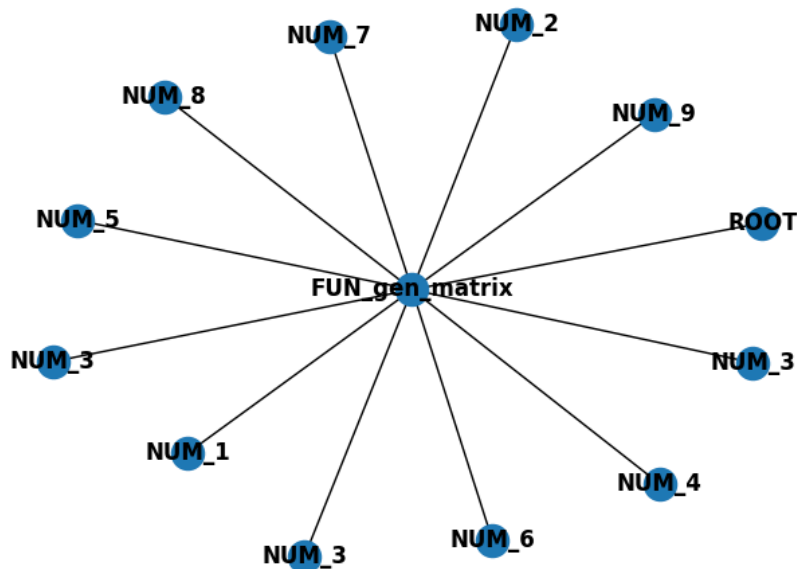 NUM_2
NUM_7
NUM_8
NUM_9
NUM_5
ROOT
FUN_gen_matrix
NUM_3
NUM_3
NUM_1
NUM_4
NUM_6
NUM_3